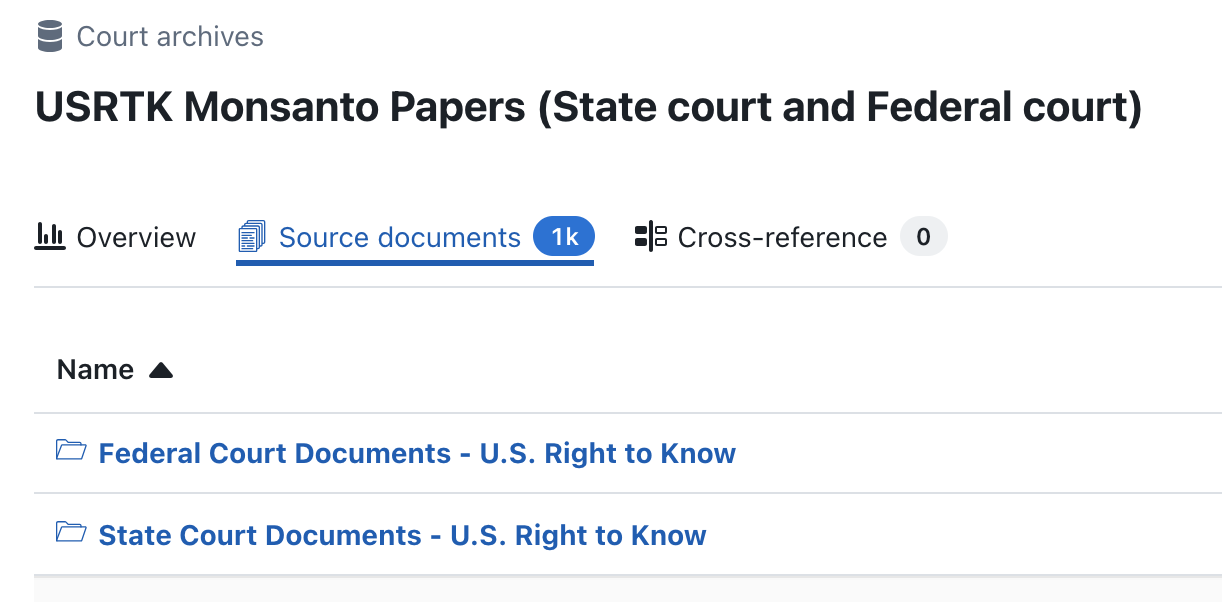 Court archives
USRTK Monsanto Papers (State court and Federal court)
Overview Source documents 1k Cross-reference 0
Name
Federal Court Documents - U.S. Right to Know
State Court Documents - U.S. Right to Know